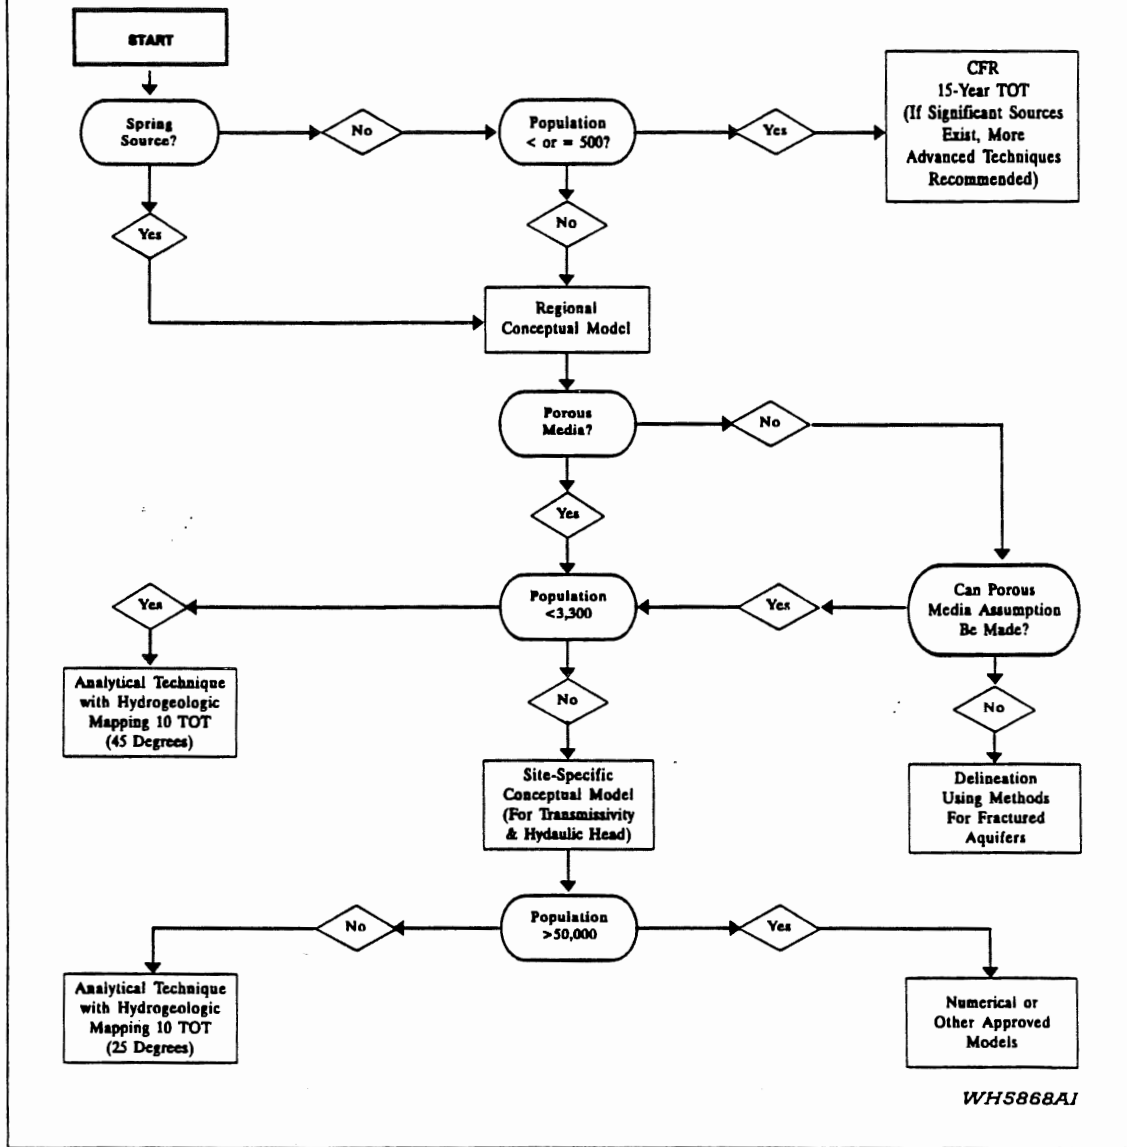 START
Spring
Source?
No
Population
< or = 500?
Yes
CFR
15-Year TOT
(If Significant Sources
Exist, More
Advanced Techniques
Recommended)
Yes
No
Regional
Conceptual Model
Porous
Media?
No
Yes
Yes
Population
<3,300
Yes
Can Porous
Media Assumption
Be Made?
Analytical Technique
with Hydrogeologic
Mapping 10 TOT
(45 Degrees)
No
No
Site-Specific
Conceptual Model
(For Transmissivity
& Hydaulic Head)
Delineation
Using Methods
For Fractured
Aquifers
No
Population
>50,000
Yes
Analytical Technique
with Hydrogeologic
Mapping 10 TOT
(25 Degrees)
Numerical or
Other Approved
Models
WH5868AI